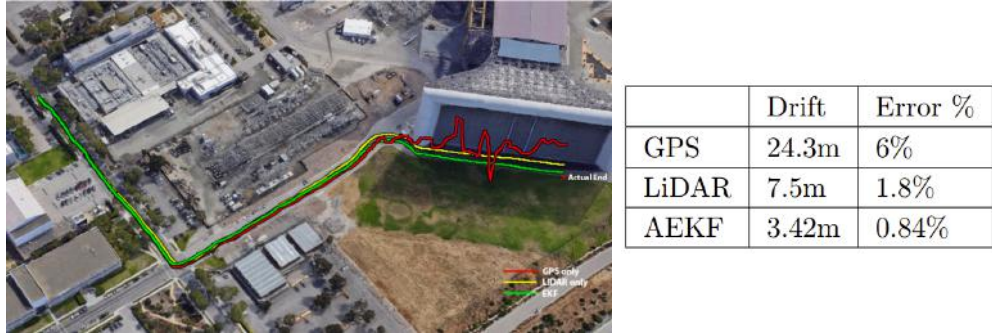 Actual End
GPS only
LIDAR only
EKF
Drift Error %
GPS 24.3m 6%
LiDAR 7.5m 1.8%
AEKF 3.42m 0.84%